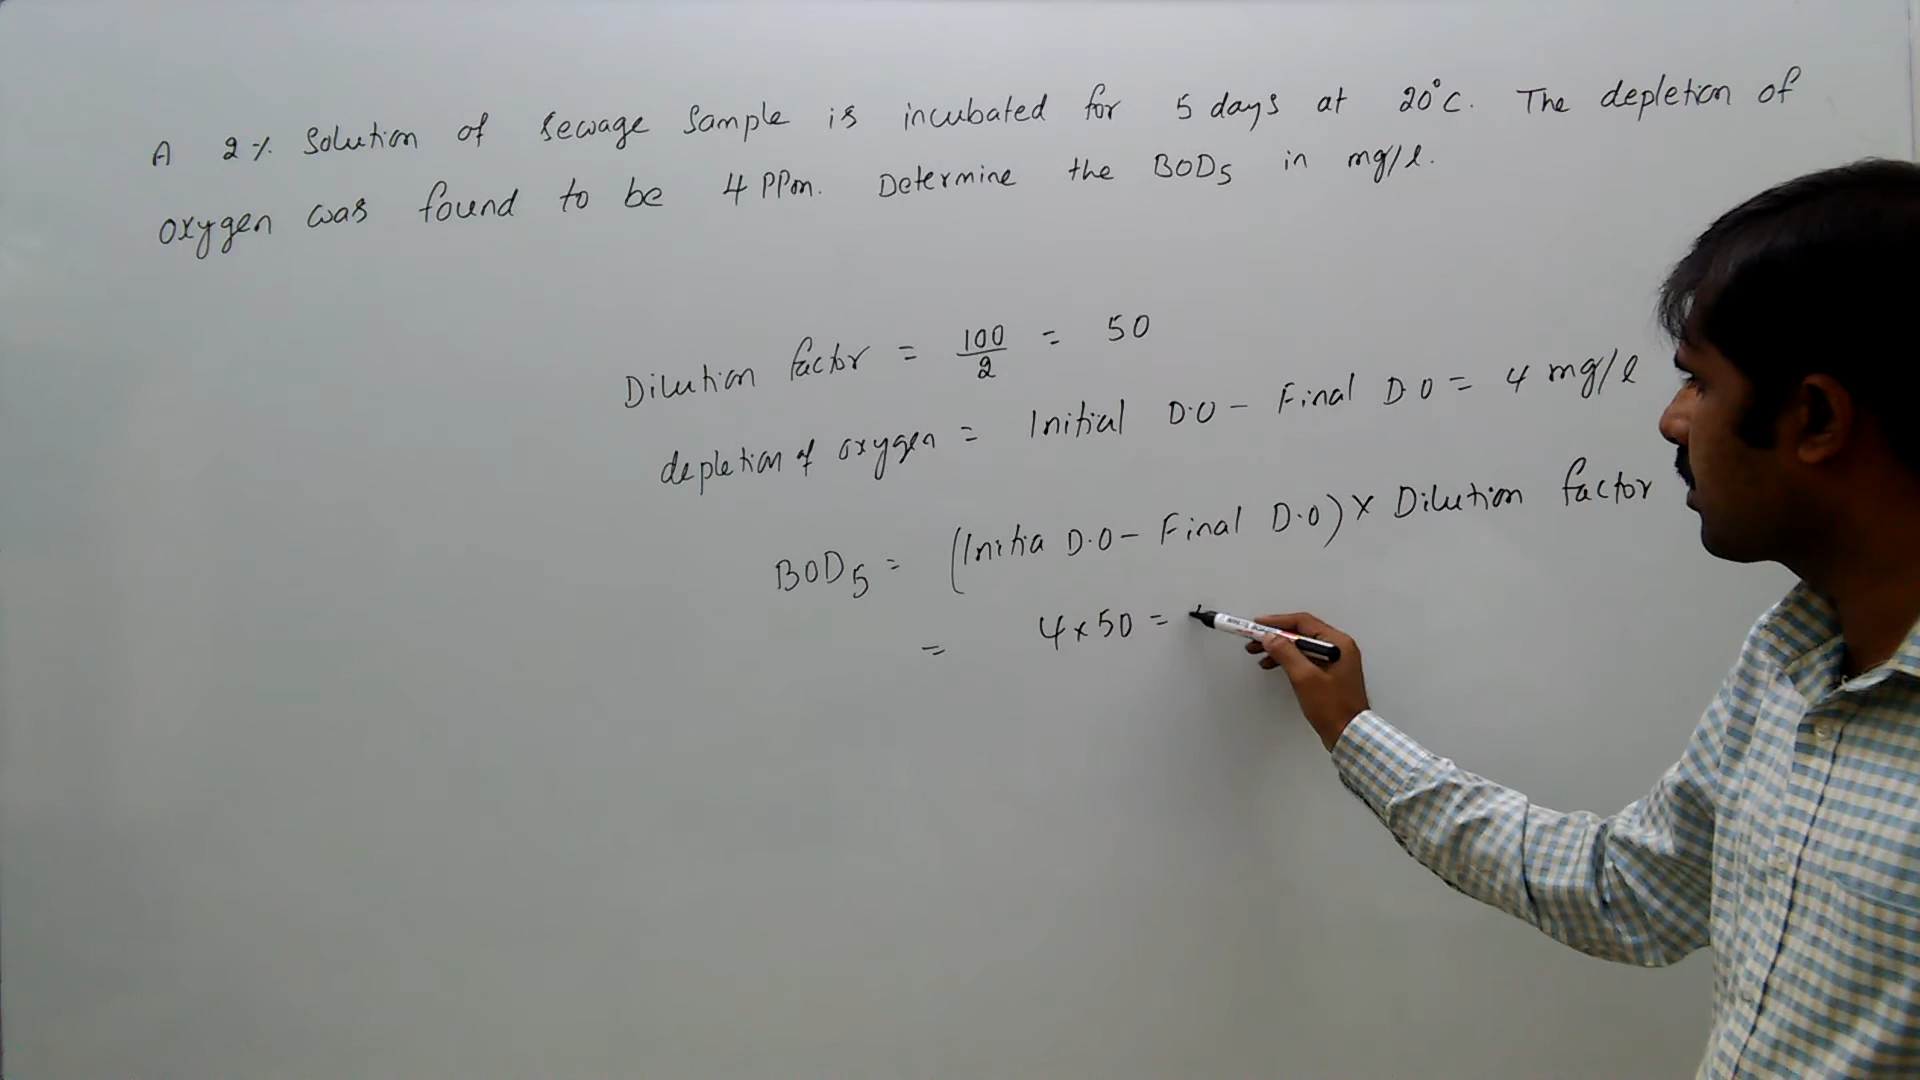 A 2% Solution of sewage Sample is incubated for 5 days at 20°C. The depletion of
oxygen was found to be 4 PPm. Determine the BOD5 in mg/l.
Dilution factor = 100/2 = 50
depletion of oxygen = Initial D.O - Final D.O = 4 mg/l
BOD5 = (Initia D.O - Final D.O) x Dilution factor
= 4 x 50 =